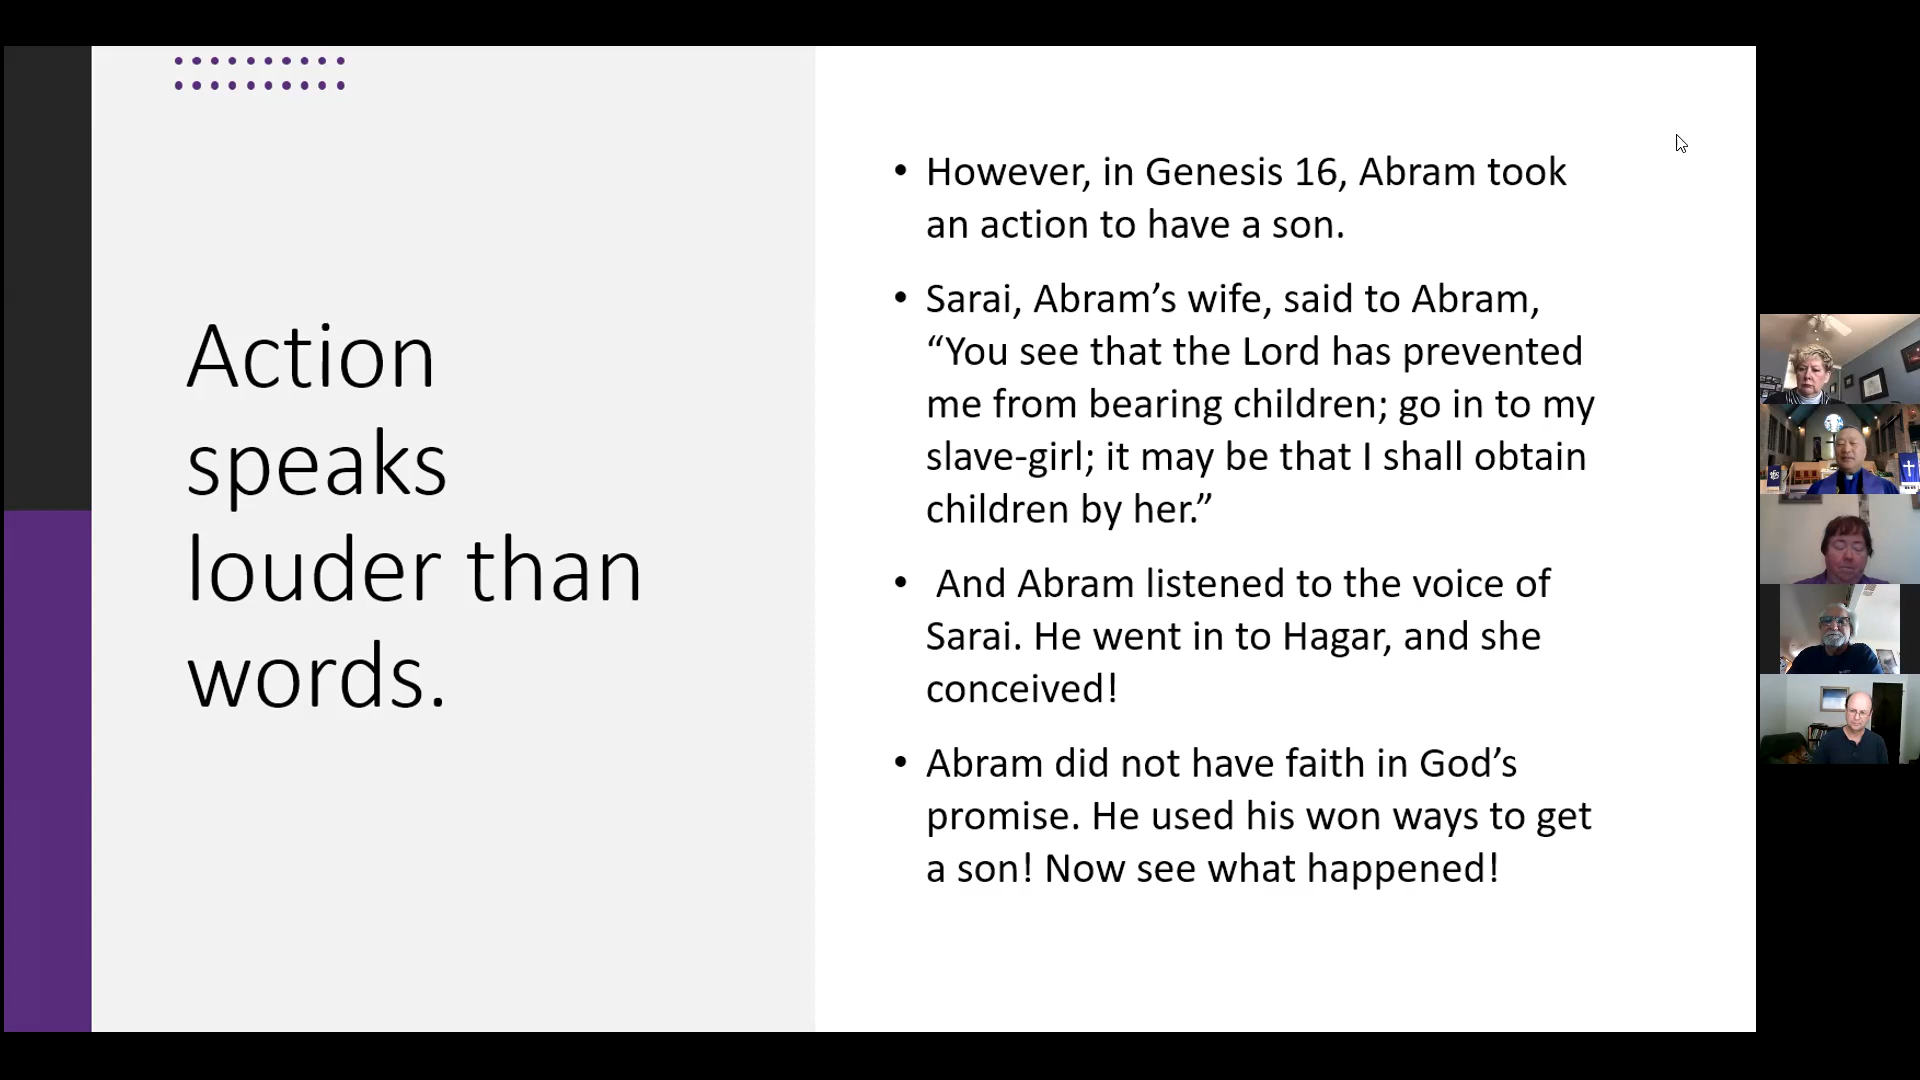 Action
speaks
louder than
words.
• However, in Genesis 16, Abram took
an action to have a son.
• Sarai, Abram’s wife, said to Abram,
“You see that the Lord has prevented
me from bearing children; go in to my
slave-girl; it may be that I shall obtain
children by her.”
• And Abram listened to the voice of
Sarai. He went in to Hagar, and she
conceived!
• Abram did not have faith in God’s
promise. He used his won ways to get
a son! Now see what happened!